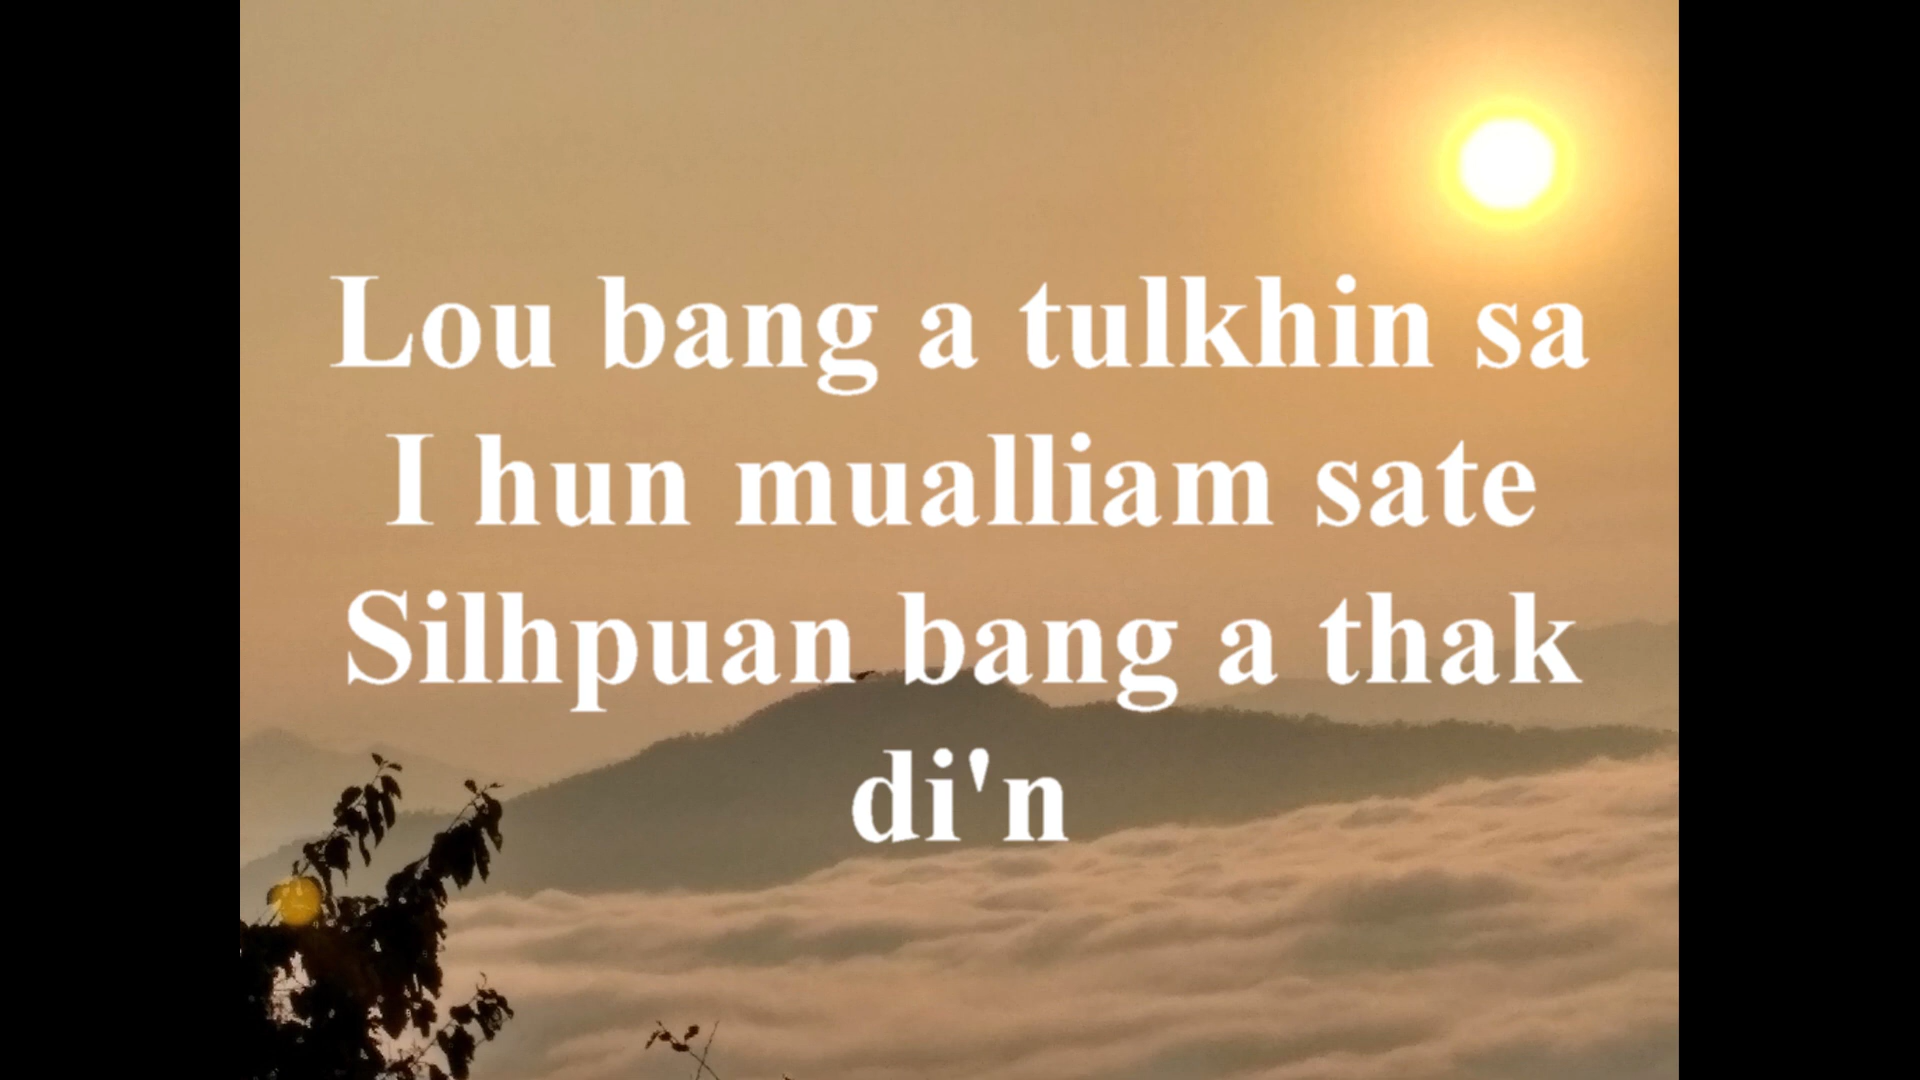 Lou bang a tulkhin sa
I hun mualliam sate
Silhpuan bang a thak
di'n